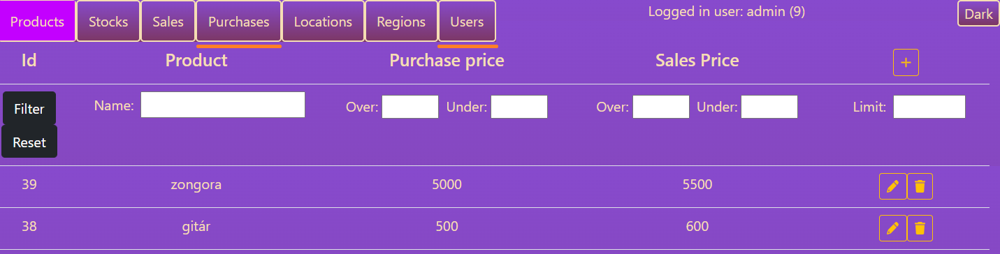 Products Stocks Sales Purchases Locations Regions Users Logged in user: admin (9) Dark
Id Product Purchase price Sales Price +
Filter Name: Over: Under: Over: Under: Limit:
Reset
39 zongora 5000 5500
38 gitár 500 600